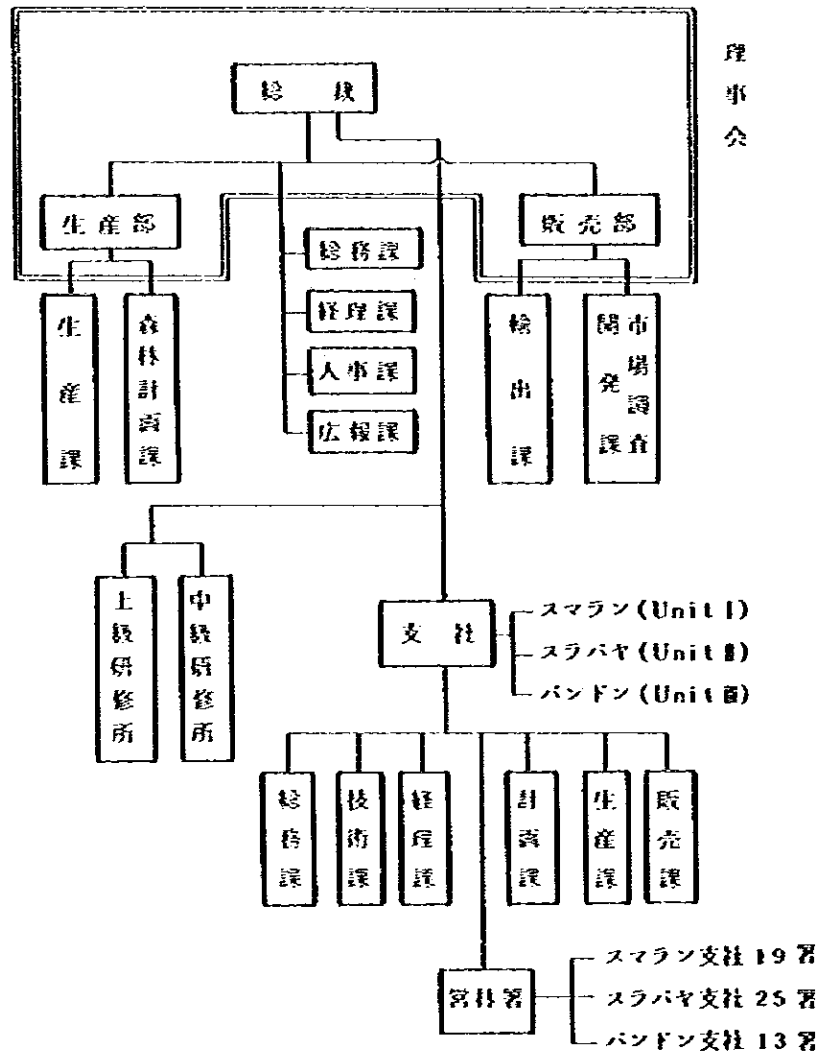 理事会
総裁
生産部
販売部
総務課
経理課
人事課
広報課
生産課
森林計画課
検出課
市場調査
開発課
上級研修所
中級研修所
支社
スマラン (Unit Ⅰ)
スラバヤ (Unit Ⅱ)
バンドン (Unit Ⅲ)
総務課
技術課
経理課
計画課
生産課
販売課
営林署
スマラン支社 19 署
スラバヤ支社 25 署
バンドン支社 13 署